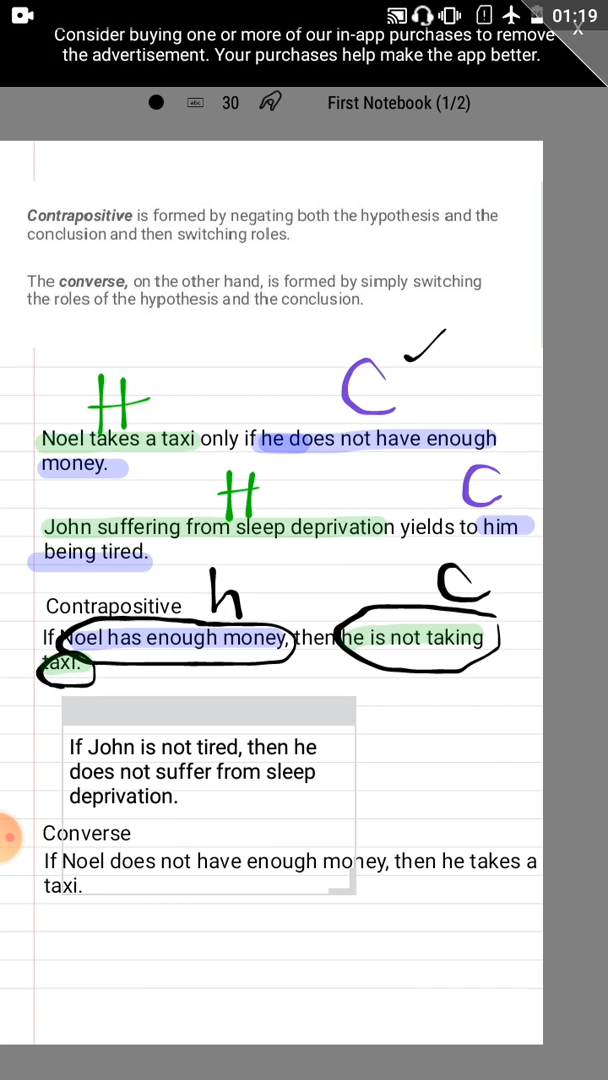 01:19
Consider buying one or more of our in-app purchases to remove
the advertisement. Your purchases help make the app better.
X
abc 30 First Notebook (1/2)
Contrapositive is formed by negating both the hypothesis and the
conclusion and then switching roles.
The converse, on the other hand, is formed by simply switching
the roles of the hypothesis and the conclusion.
H C
Noel takes a taxi only if he does not have enough
money.
H C
John suffering from sleep deprivation yields to him
being tired.
h C
Contrapositive
If Noel has enough money, then he is not taking
taxi.
If John is not tired, then he
does not suffer from sleep
deprivation.
Converse
If Noel does not have enough money, then he takes a
taxi.